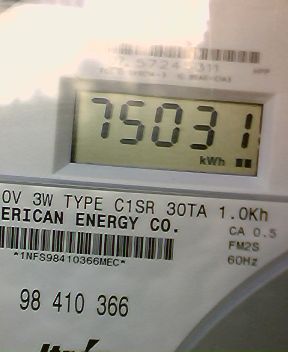 75031
kWh
0V 3W TYPE C1SR 30TA 1.0Kh
ERICAN ENERGY CO.
CA 0.5
FM2S
60Hz
*1NFS98410366MEC*
98 410 366